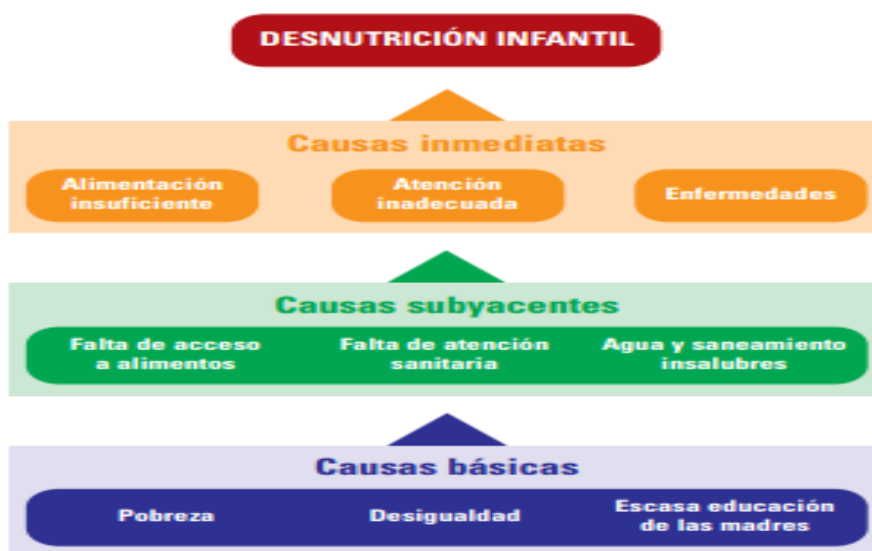 DESNUTRICIÓN INFANTIL
Causas inmediatas
Alimentación
insuficiente
Atención
inadecuada
Enfermedades
Causas subyacentes
Falta de acceso
a alimentos
Falta de atención
sanitaria
Agua y saneamiento
insalubres
Causas básicas
Pobreza
Desigualdad
Escasa educación
de las madres